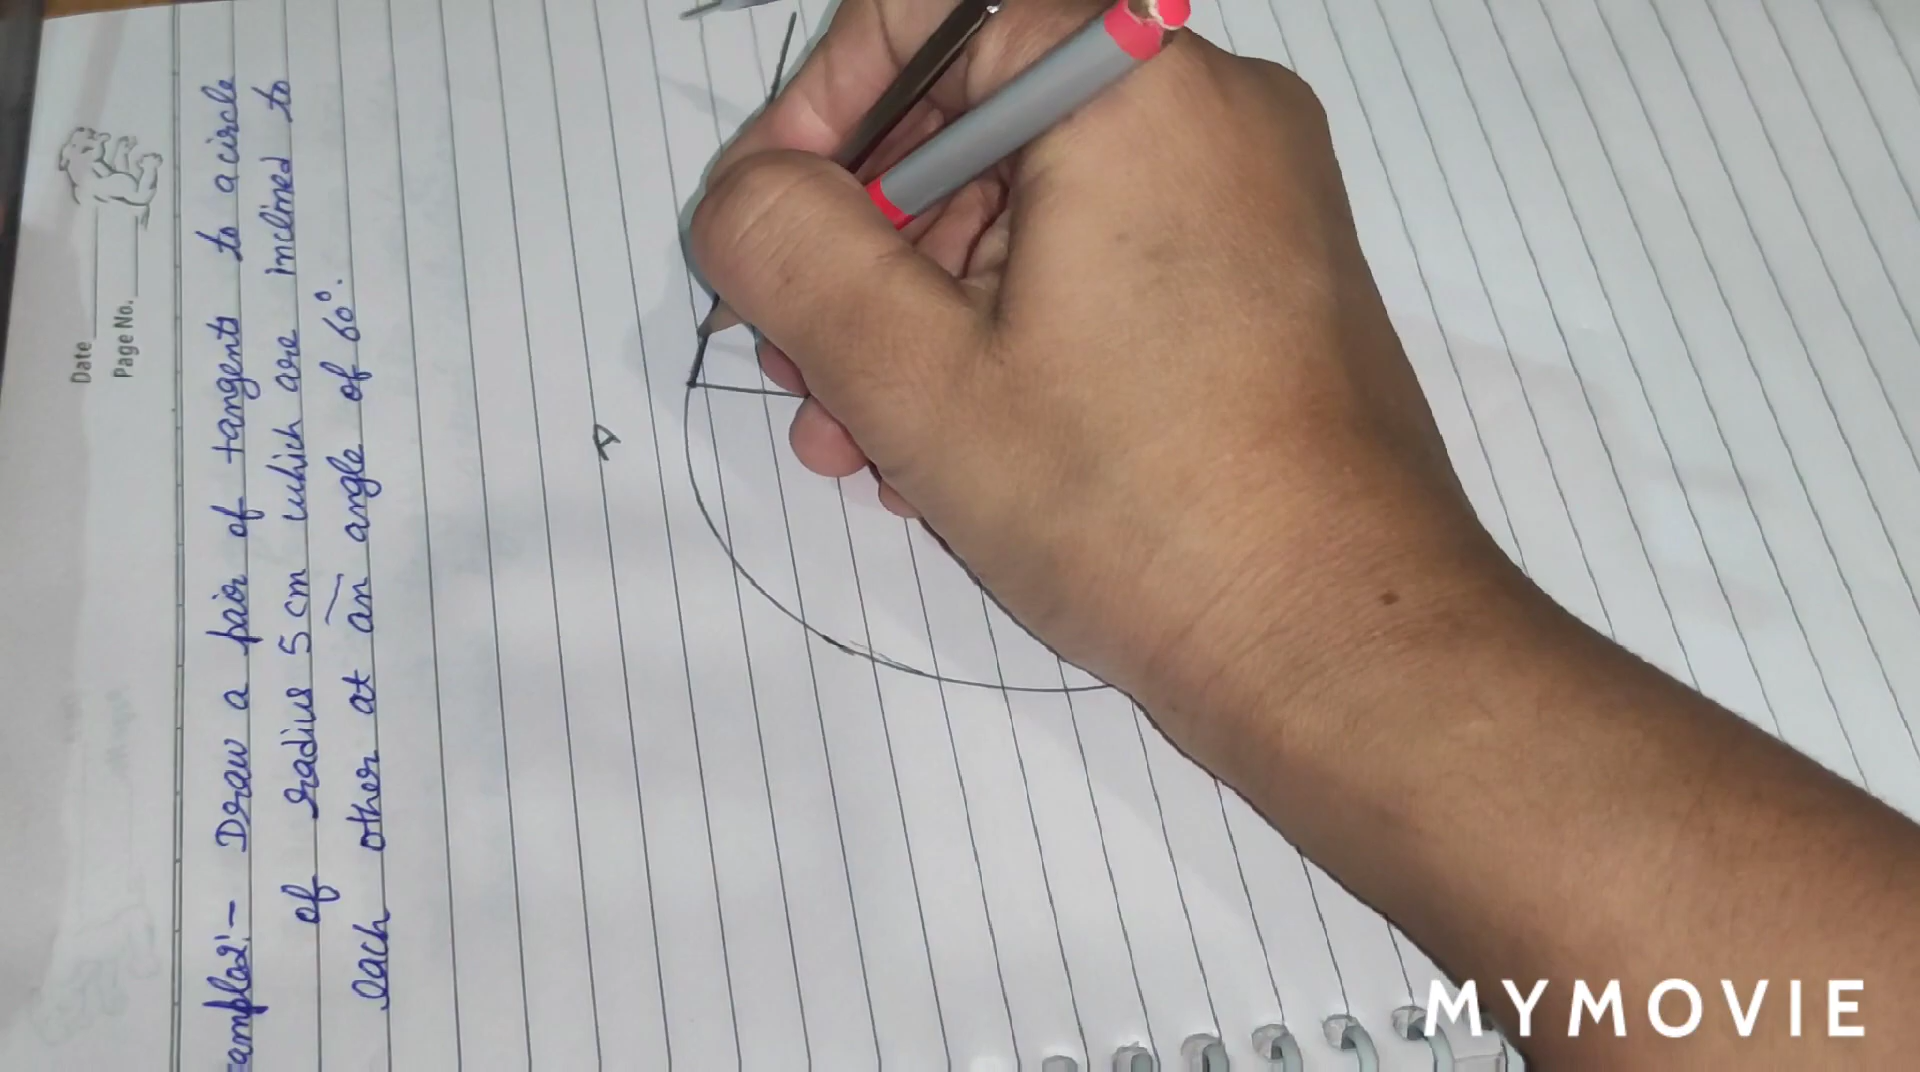 Date
Page No.
ample2:- Draw a pair of tangents to a circle
of radius 5 cm which are inclined to
each other at an angle of 60°.
A
MYMOVIE